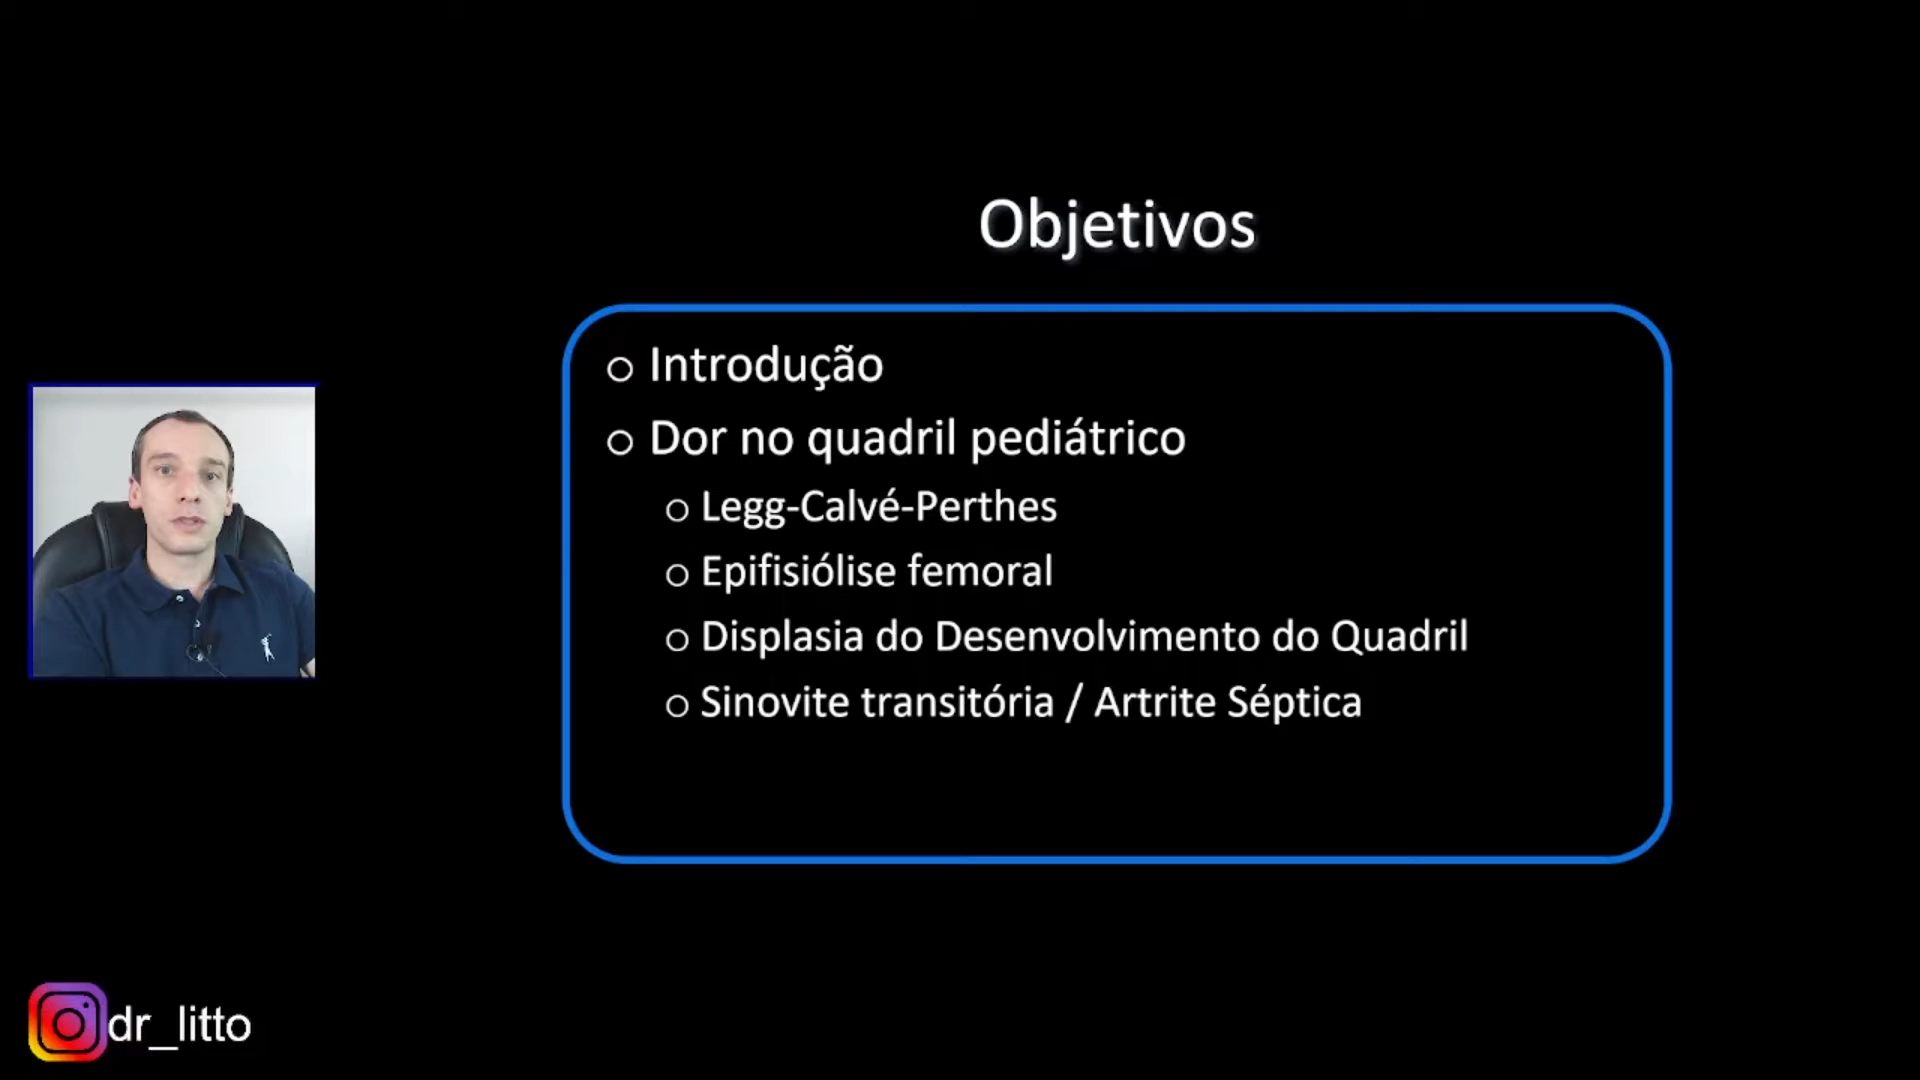 Objetivos
Introdução
Dor no quadril pediátrico
Legg-Calvé-Perthes
Epifisiólise femoral
Displasia do Desenvolvimento do Quadril
Sinovite transitória / Artrite Séptica
dr_litto